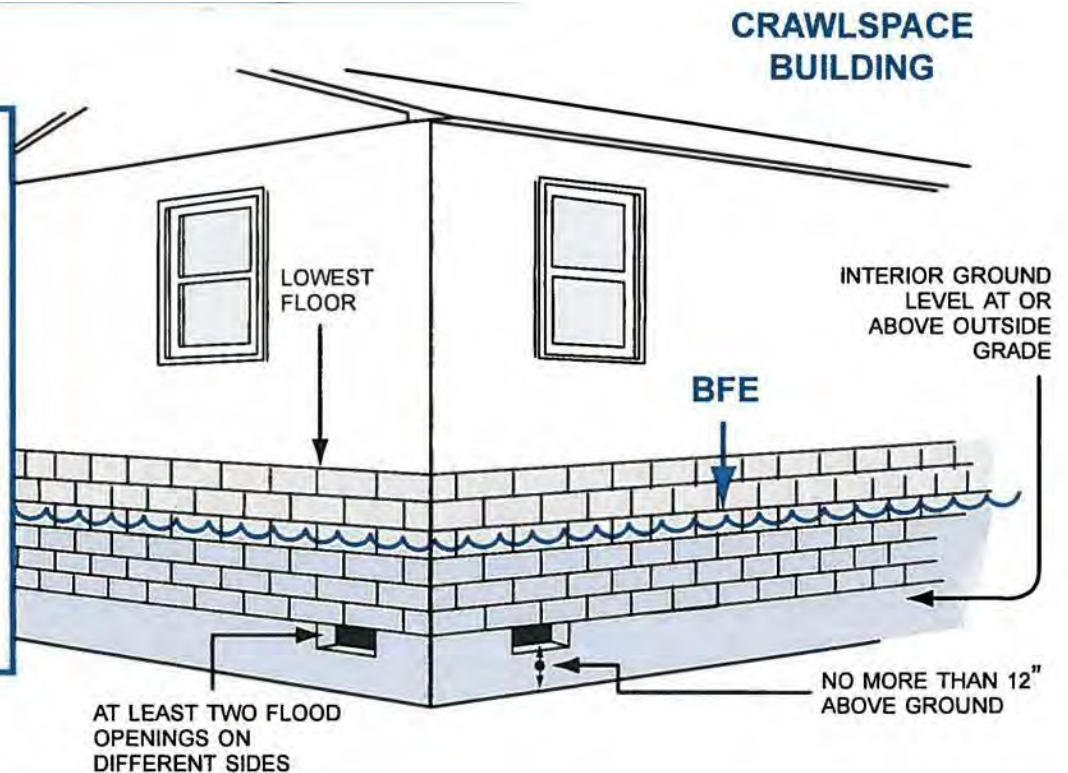 CRAWLSPACE
BUILDING
LOWEST
FLOOR
INTERIOR GROUND
LEVEL AT OR
ABOVE OUTSIDE
GRADE
BFE
NO MORE THAN 12"
ABOVE GROUND
AT LEAST TWO FLOOD
OPENINGS ON
DIFFERENT SIDES